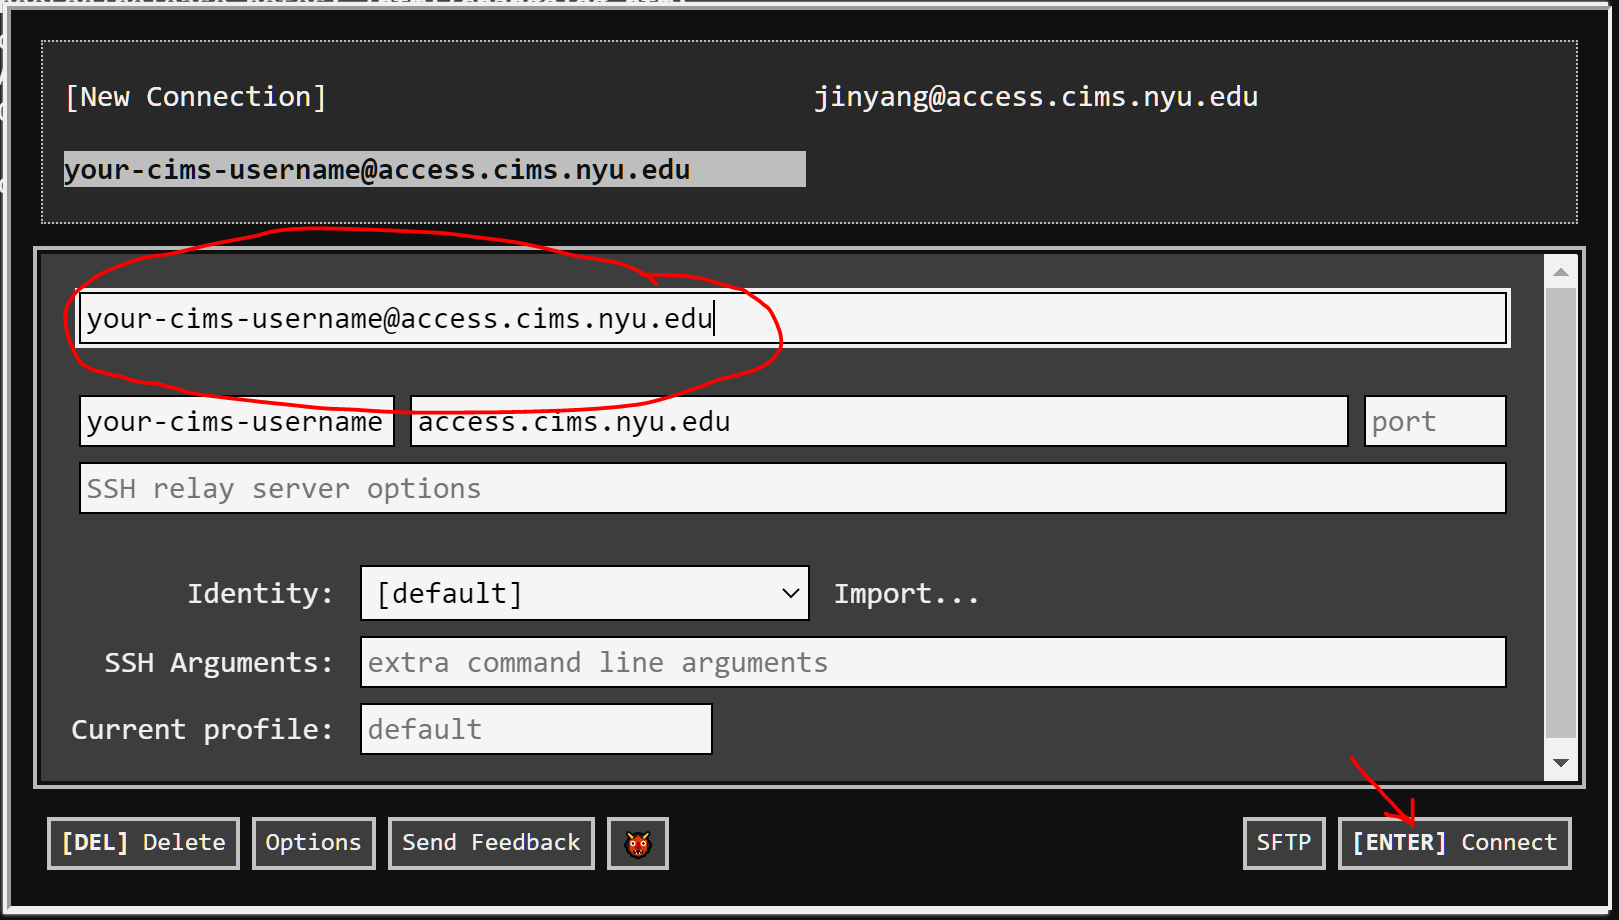 [New Connection]
jinyang@access.cims.nyu.edu
your-cims-username@access.cims.nyu.edu
your-cims-username@access.cims.nyu.edu
your-cims-username access.cims.nyu.edu port
SSH relay server options
Identity: [default] Import...
SSH Arguments: extra command line arguments
Current profile: default
[DEL] Delete Options Send Feedback SFTP [ENTER] Connect